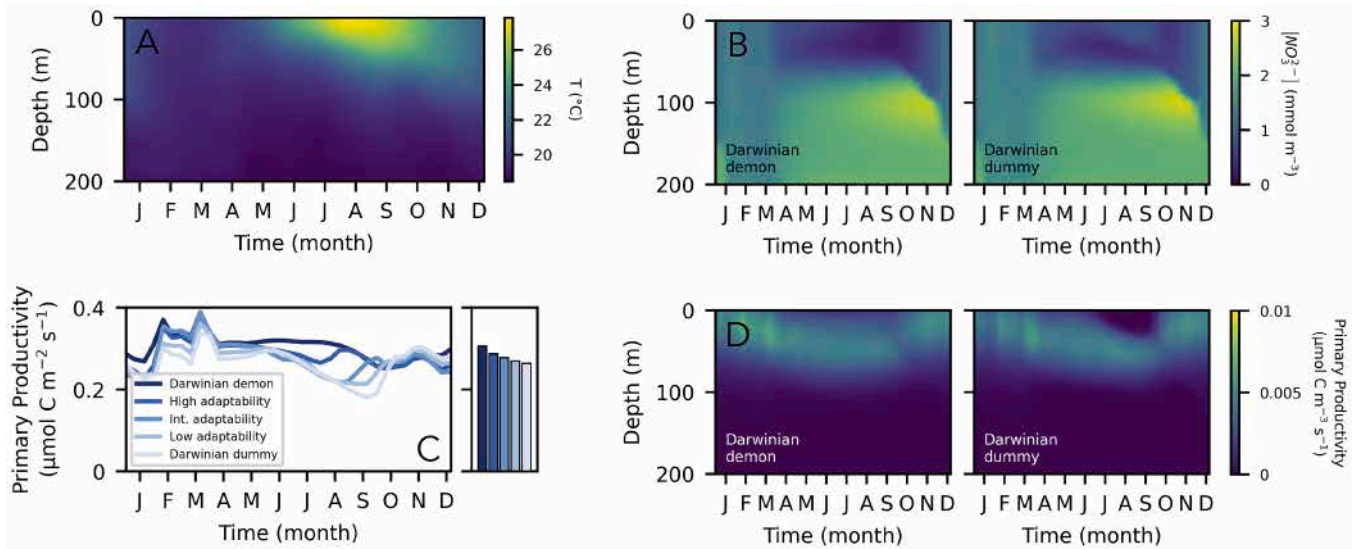 A
0
100
200
Depth (m)
J F M A M J J A S O N D
Time (month)
26
24
22
20
T (°C)
B
0
100
200
Depth (m)
Darwinian
demon
J F M A M J J A S O N D
Time (month)
Darwinian
dummy
J F M A M J J A S O N D
Time (month)
3
2
1
0
|NO₃²⁻| (mmol m⁻³)
C
Primary Productivity
(μmol C m⁻² s⁻¹)
0.4
0.2
0
Darwinian demon
High adaptability
Int. adaptability
Low adaptability
Darwinian dummy
J F M A M J J A S O N D
Time (month)
D
0
100
200
Depth (m)
Darwinian
demon
J F M A M J J A S O N D
Time (month)
Darwinian
dummy
J F M A M J J A S O N D
Time (month)
0.01
0.005
0
Primary Productivity
(μmol C m⁻³ s⁻¹)